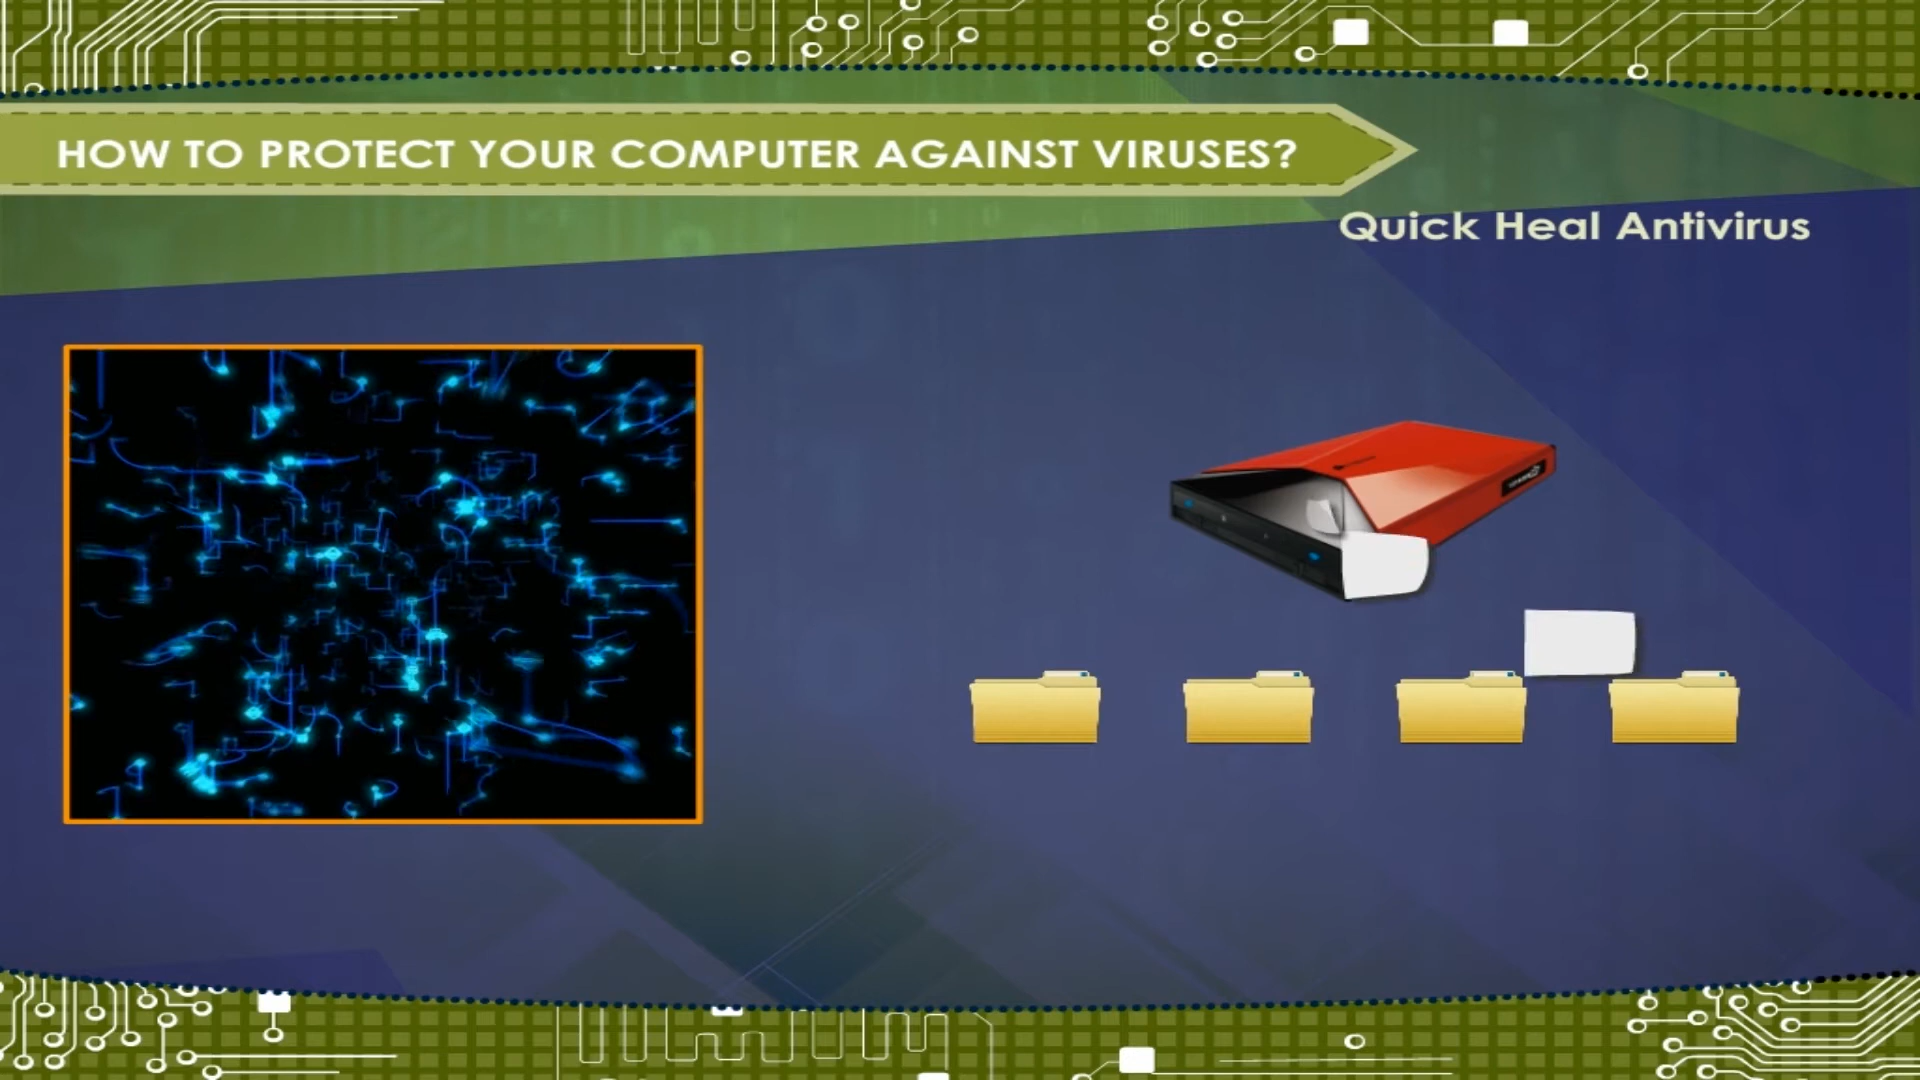 HOW TO PROTECT YOUR COMPUTER AGAINST VIRUSES?
Quick Heal Antivirus